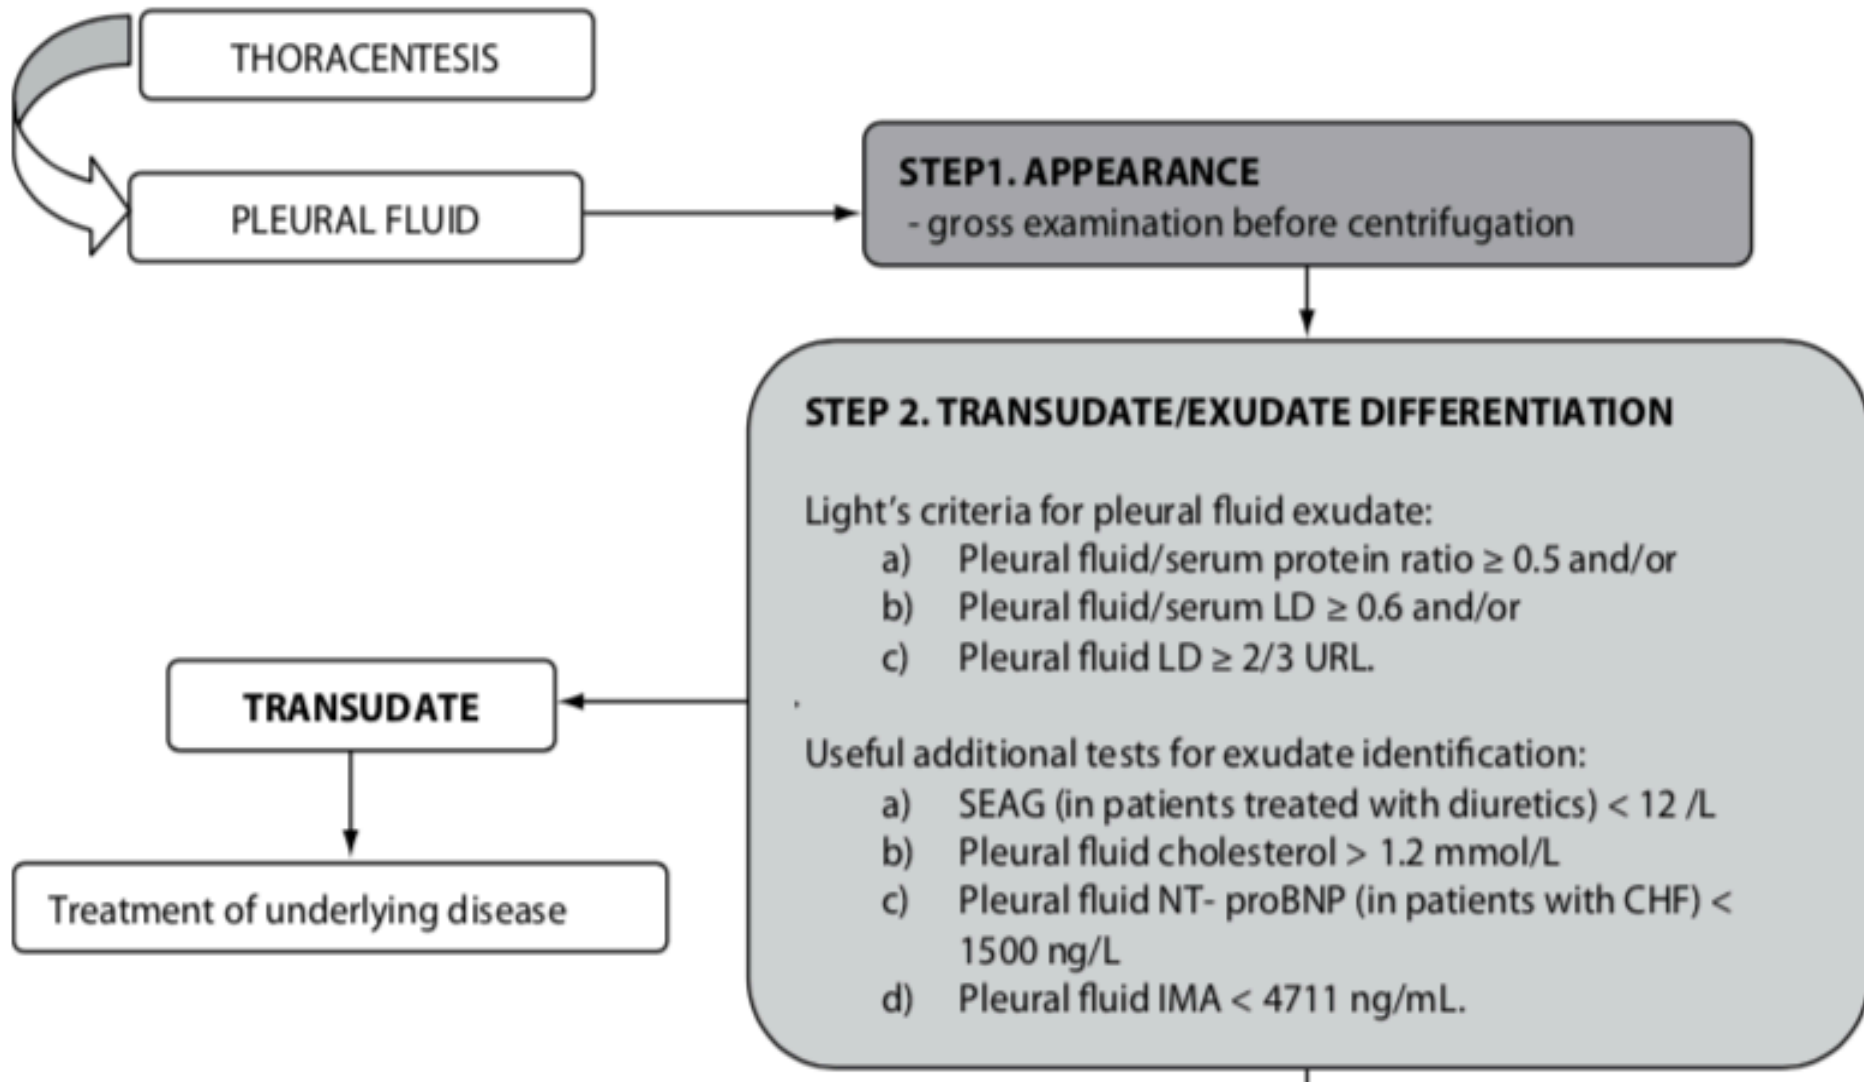 THORACENTESIS
PLEURAL FLUID
STEP1. APPEARANCE
- gross examination before centrifugation
STEP 2. TRANSUDATE/EXUDATE DIFFERENTIATION
Light's criteria for pleural fluid exudate:
a) Pleural fluid/serum protein ratio ≥ 0.5 and/or
b) Pleural fluid/serum LD ≥ 0.6 and/or
c) Pleural fluid LD ≥ 2/3 URL.
Useful additional tests for exudate identification:
a) SEAG (in patients treated with diuretics) < 12 /L
b) Pleural fluid cholesterol > 1.2 mmol/L
c) Pleural fluid NT- proBNP (in patients with CHF) <
1500 ng/L
d) Pleural fluid IMA < 4711 ng/mL.
TRANSUDATE
Treatment of underlying disease